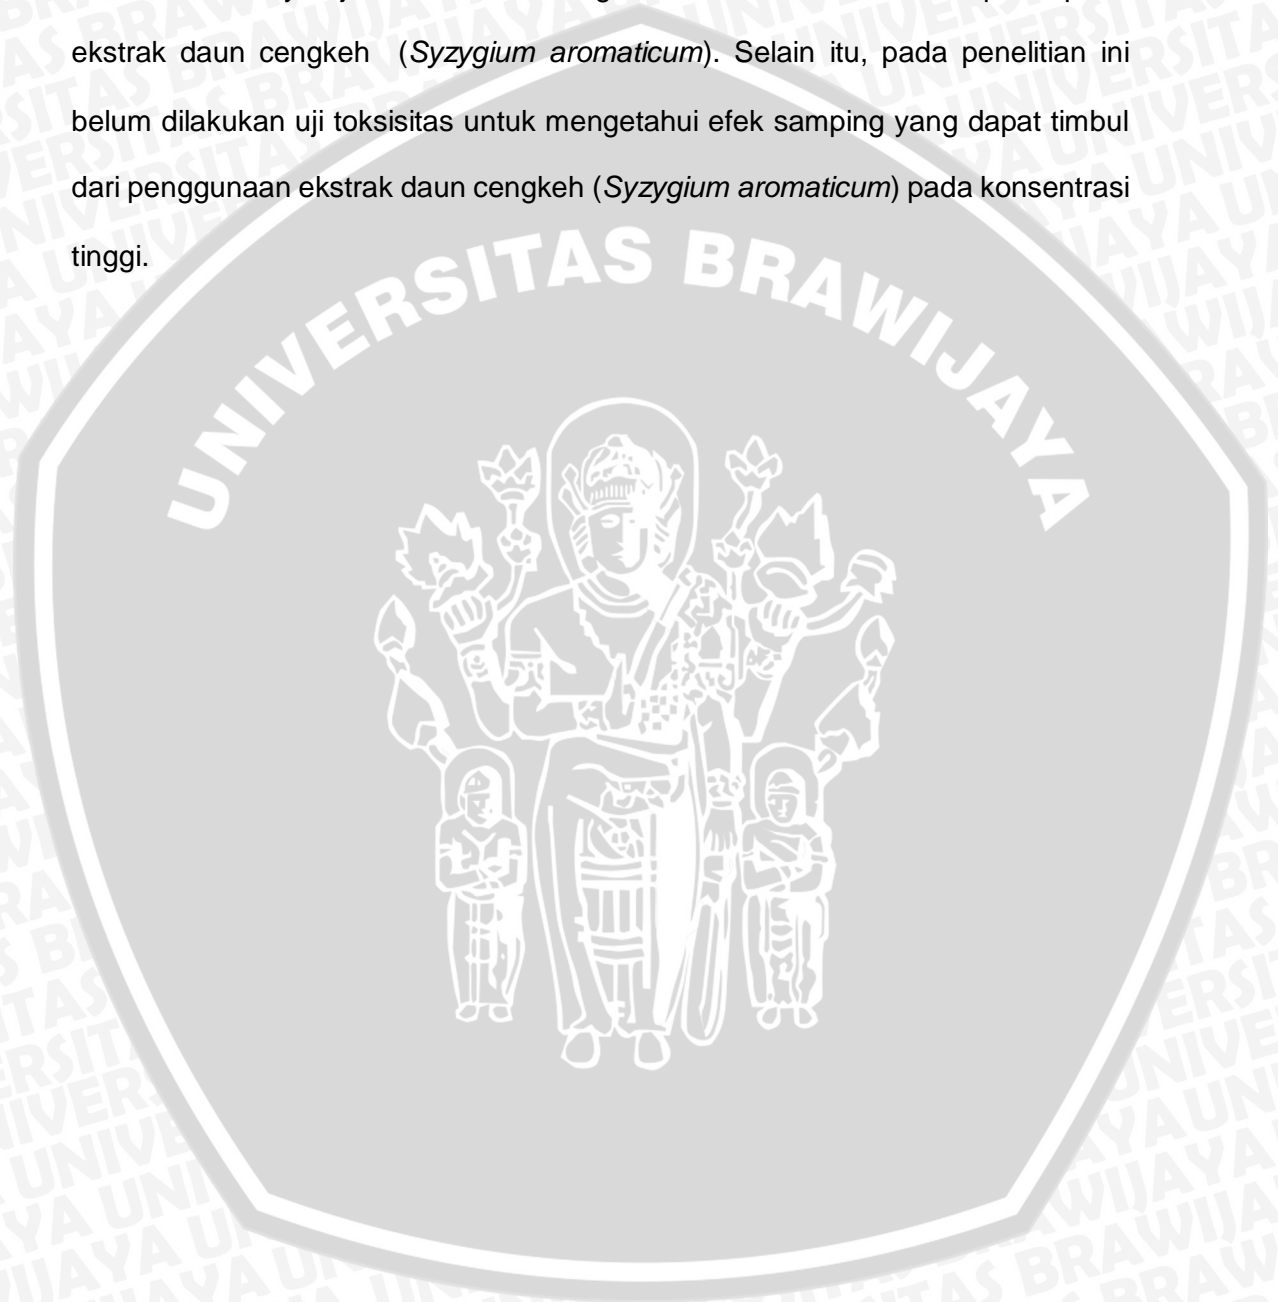 ekstrak daun cengkeh (Syzygium aromaticum). Selain itu, pada penelitian ini
belum dilakukan uji toksisitas untuk mengetahui efek samping yang dapat timbul
dari penggunaan ekstrak daun cengkeh (Syzygium aromaticum) pada konsentrasi
tinggi.
UNIVERSITAS BRAWIJAYA